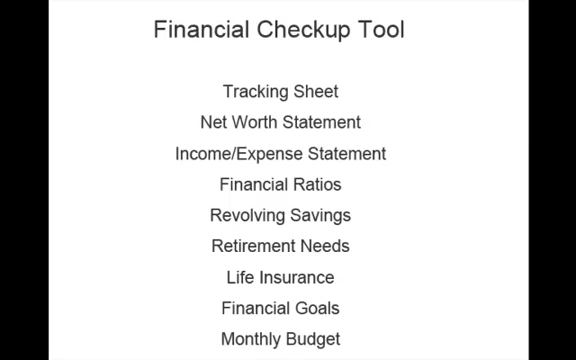 Financial Checkup Tool
Tracking Sheet
Net Worth Statement
Income/Expense Statement
Financial Ratios
Revolving Savings
Retirement Needs
Life Insurance
Financial Goals
Monthly Budget